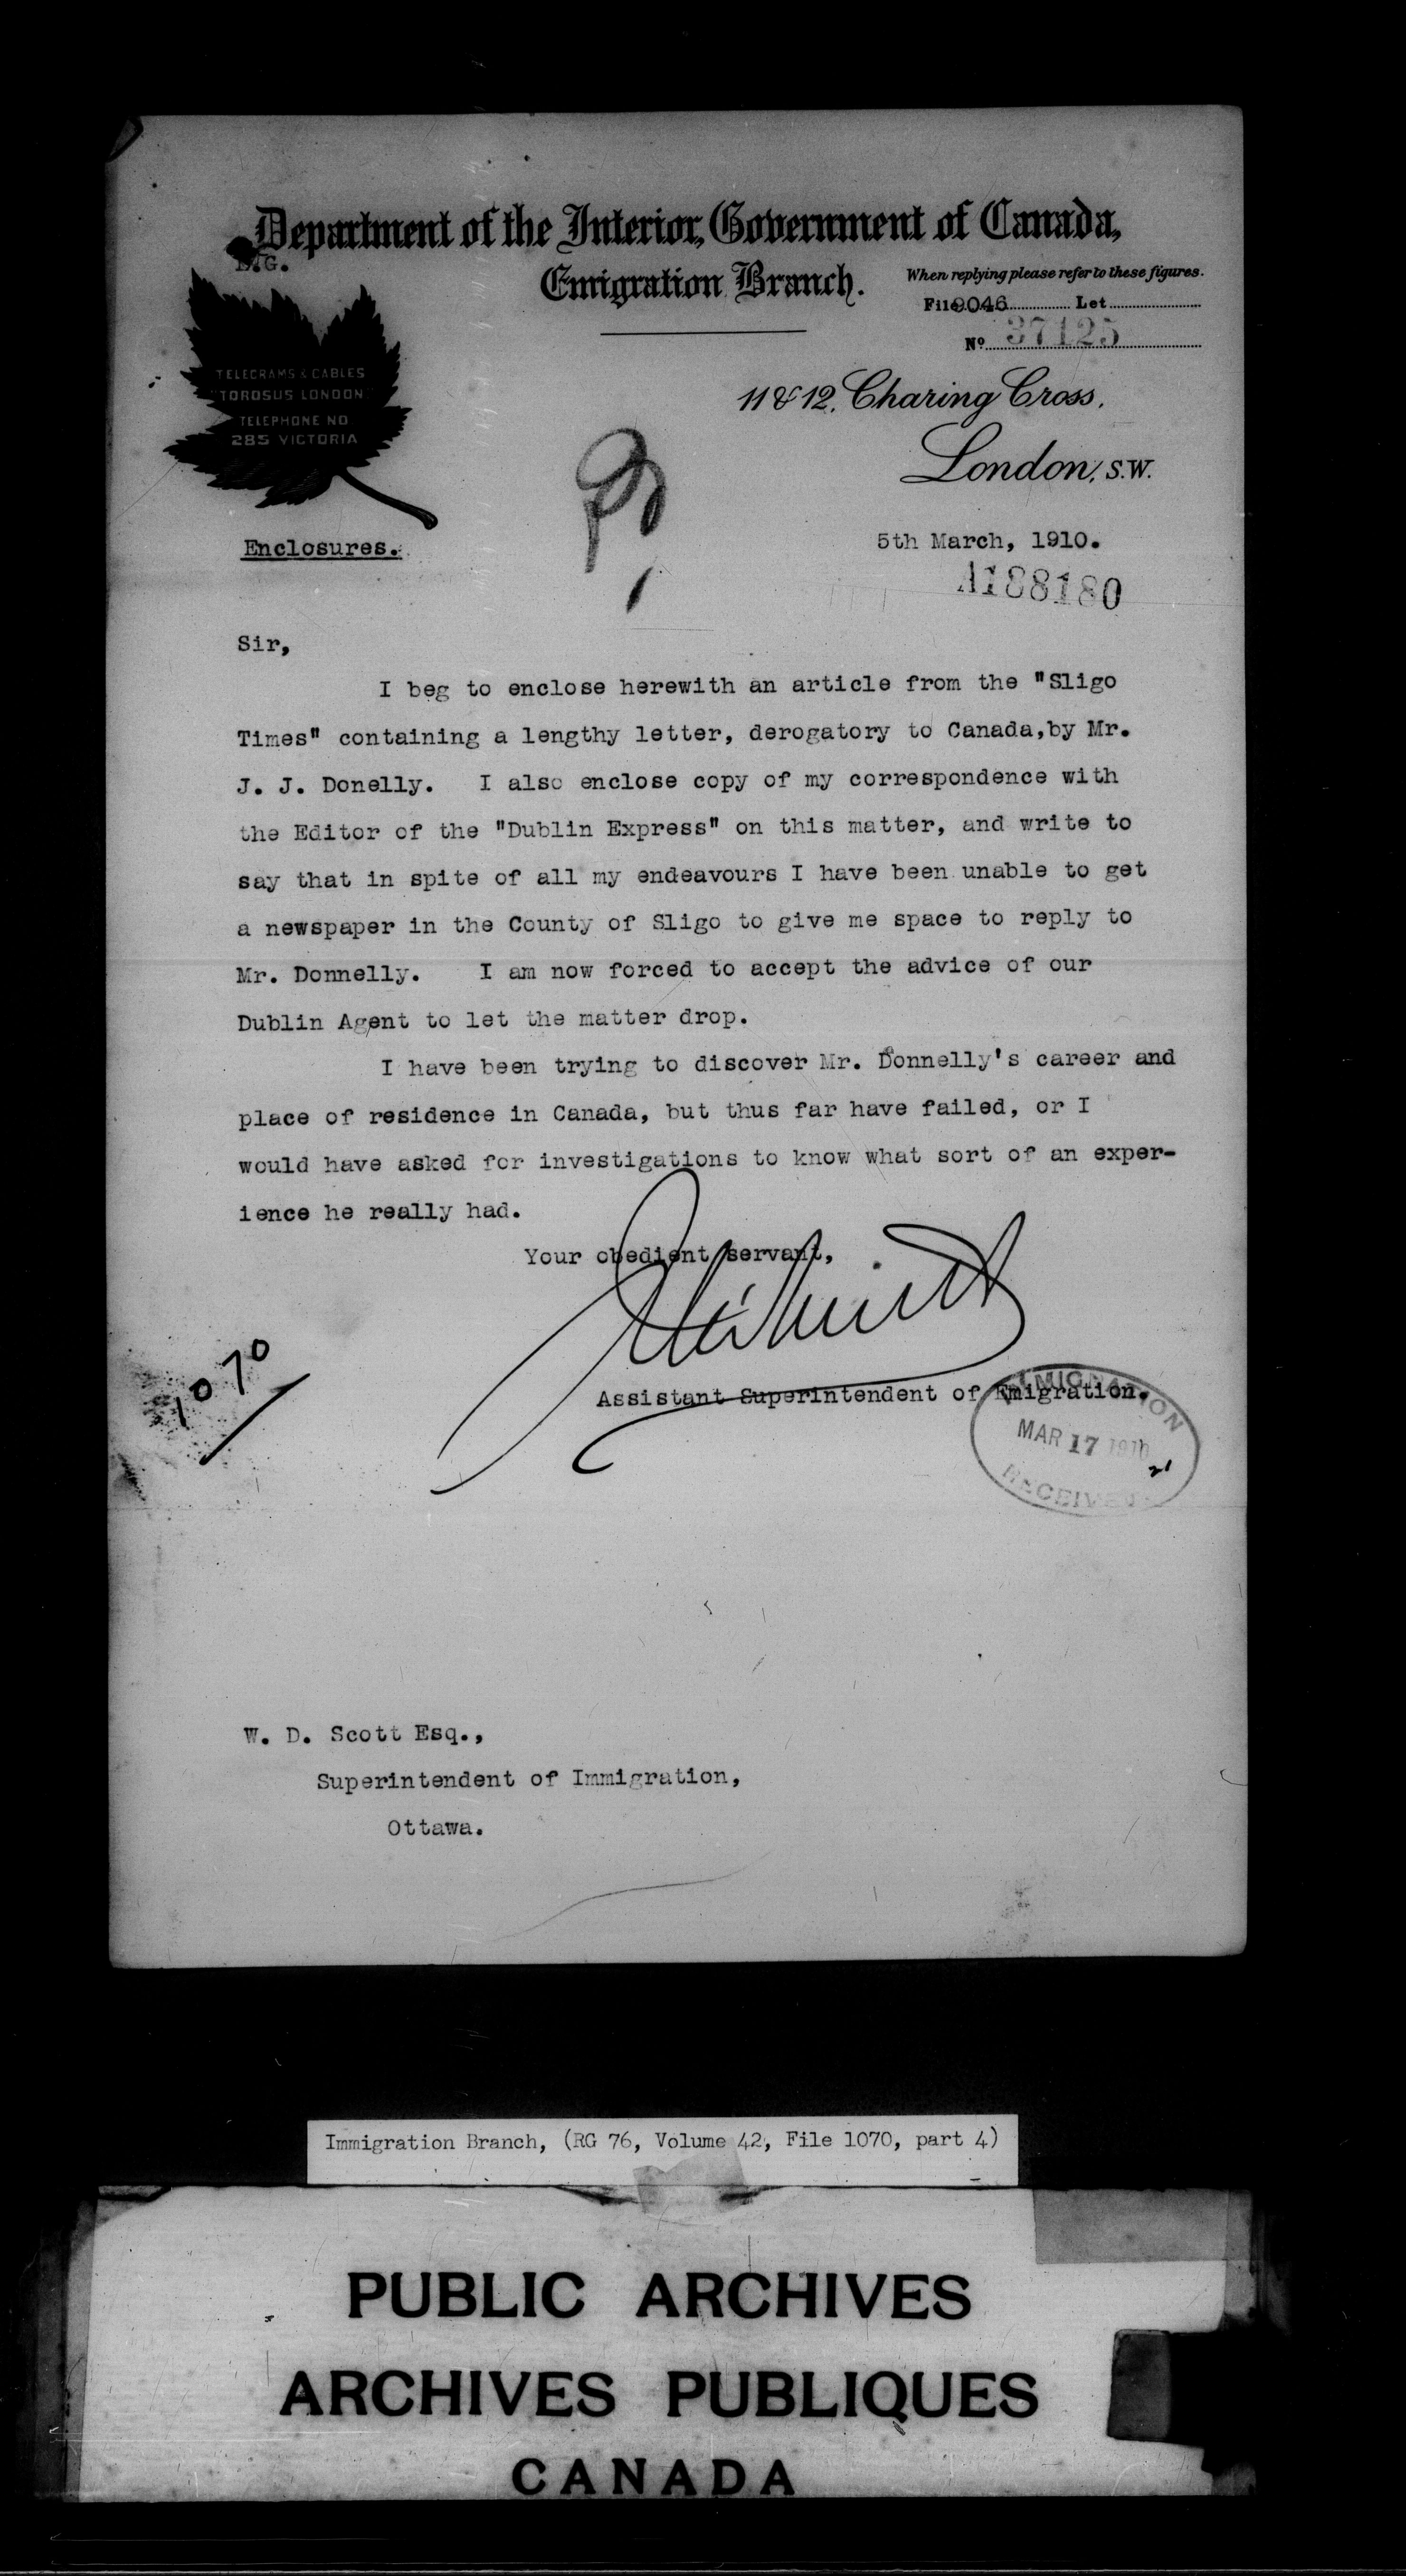 Department of the Interior, Government of Canada,
Emigration Branch.
When replying please refer to these figures.
File 9046 Let
No 37125
TELEGRAMS & CABLES
"TOROSUS LONDON"
TELEPHONE NO
285 VICTORIA
11 & 12, Charing Cross,
London, S.W.
Enclosures.
5th March, 1910.
A188180
Sir,
I beg to enclose herewith an article from the "Sligo
Times" containing a lengthy letter, derogatory to Canada,by Mr.
J. J. Donelly. I also enclose copy of my correspondence with
the Editor of the "Dublin Express" on this matter, and write to
say that in spite of all my endeavours I have been unable to get
a newspaper in the County of Sligo to give me space to reply to
Mr. Donnelly. I am now forced to accept the advice of our
Dublin Agent to let the matter drop.
I have been trying to discover Mr. Donnelly's career and
place of residence in Canada, but thus far have failed, or I
would have asked for investigations to know what sort of an exper-
ience he really had.
Your obedient servant,
1070
Assistant Superintendent of Emigration.
IMMIGRATION
MAR 17 1910
RECEIVED
W. D. Scott Esq.,
Superintendent of Immigration,
Ottawa.
Immigration Branch, (RG 76, Volume 42, File 1070, part 4)
PUBLIC ARCHIVES
ARCHIVES PUBLIQUES
CANADA